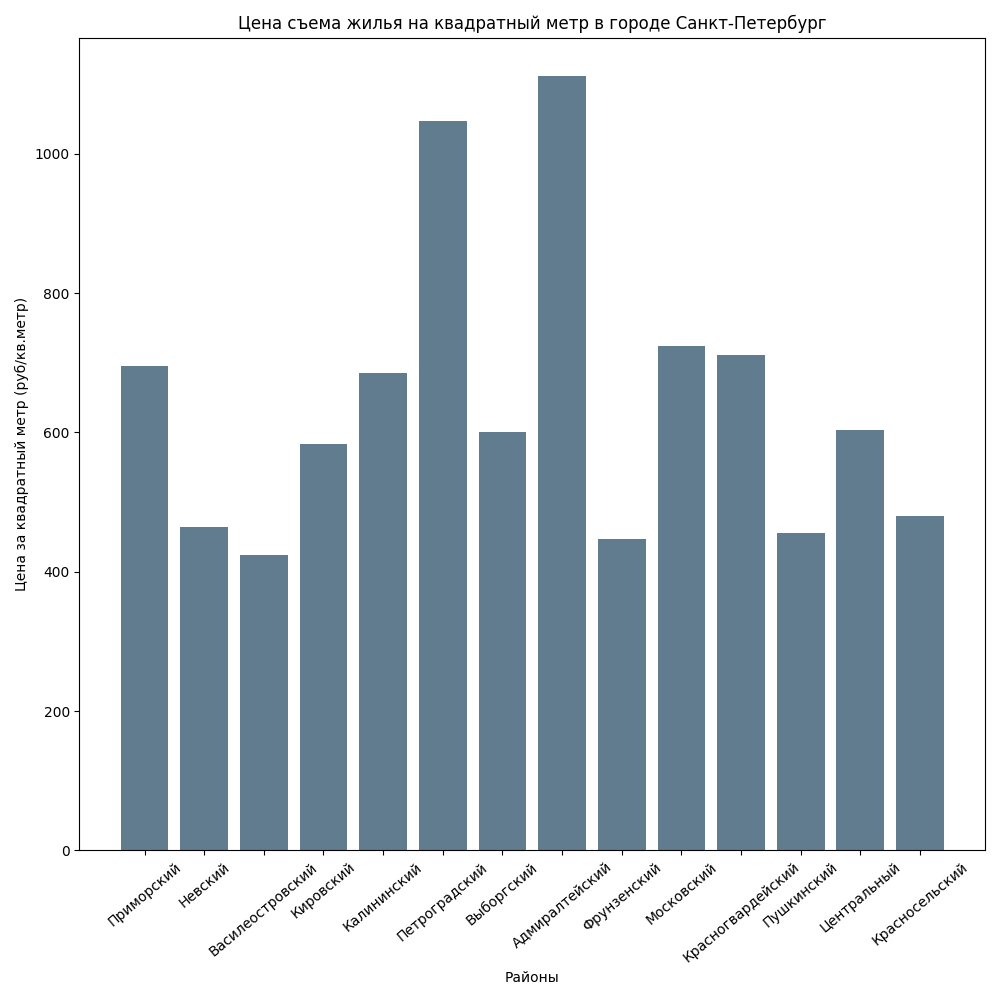 Цена съема жилья на квадратный метр в городе Санкт-Петербург
Цена за квадратный метр (руб/кв.метр)
1000
800
600
400
200
0
Приморский
Невский
Василеостровский
Кировский
Калининский
Петроградский
Выборгский
Адмиралтейский
Фрунзенский
Московский
Красногвардейский
Пушкинский
Центральный
Красносельский
Районы